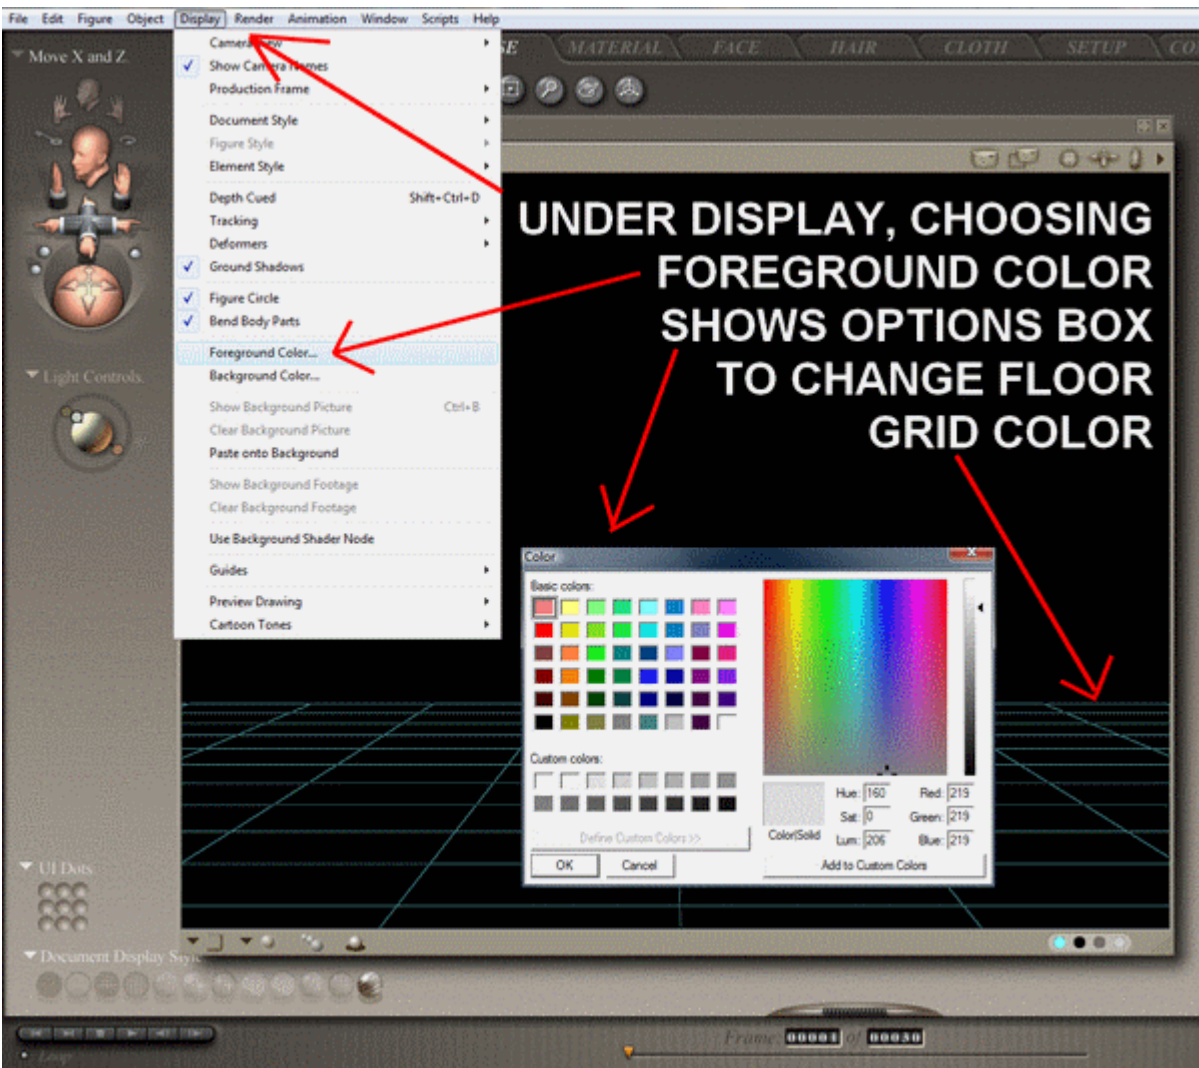 File Edit Figure Object Display Render Animation Window Scripts Help
MATERIAL FACE HAIR CLOTH SETUP CO
Move X and Z
Camera View
Show Camera Names
Production Frame
Document Style
Figure Style
Element Style
Depth Cued Shift+Ctrl+D
Tracking
Deformers
Ground Shadows
Figure Circle
Bend Body Parts
Foreground Color...
Background Color...
Show Background Picture Ctrl+B
Clear Background Picture
Paste onto Background
Show Background Footage
Clear Background Footage
Use Background Shader Node
Guides
Preview Drawing
Cartoon Tones
UNDER DISPLAY, CHOOSING
FOREGROUND COLOR
SHOWS OPTIONS BOX
TO CHANGE FLOOR
GRID COLOR
Light Controls
Color
Basic colors:
Custom colors:
Define Custom Colors >>
OK Cancel
Color|Solid
Hue: 160 Red: 219
Sat: 0 Green: 219
Lum: 206 Blue: 219
Add to Custom Colors
UI Dots
Document Display Style
Loop
Frame: 00001 of 00030